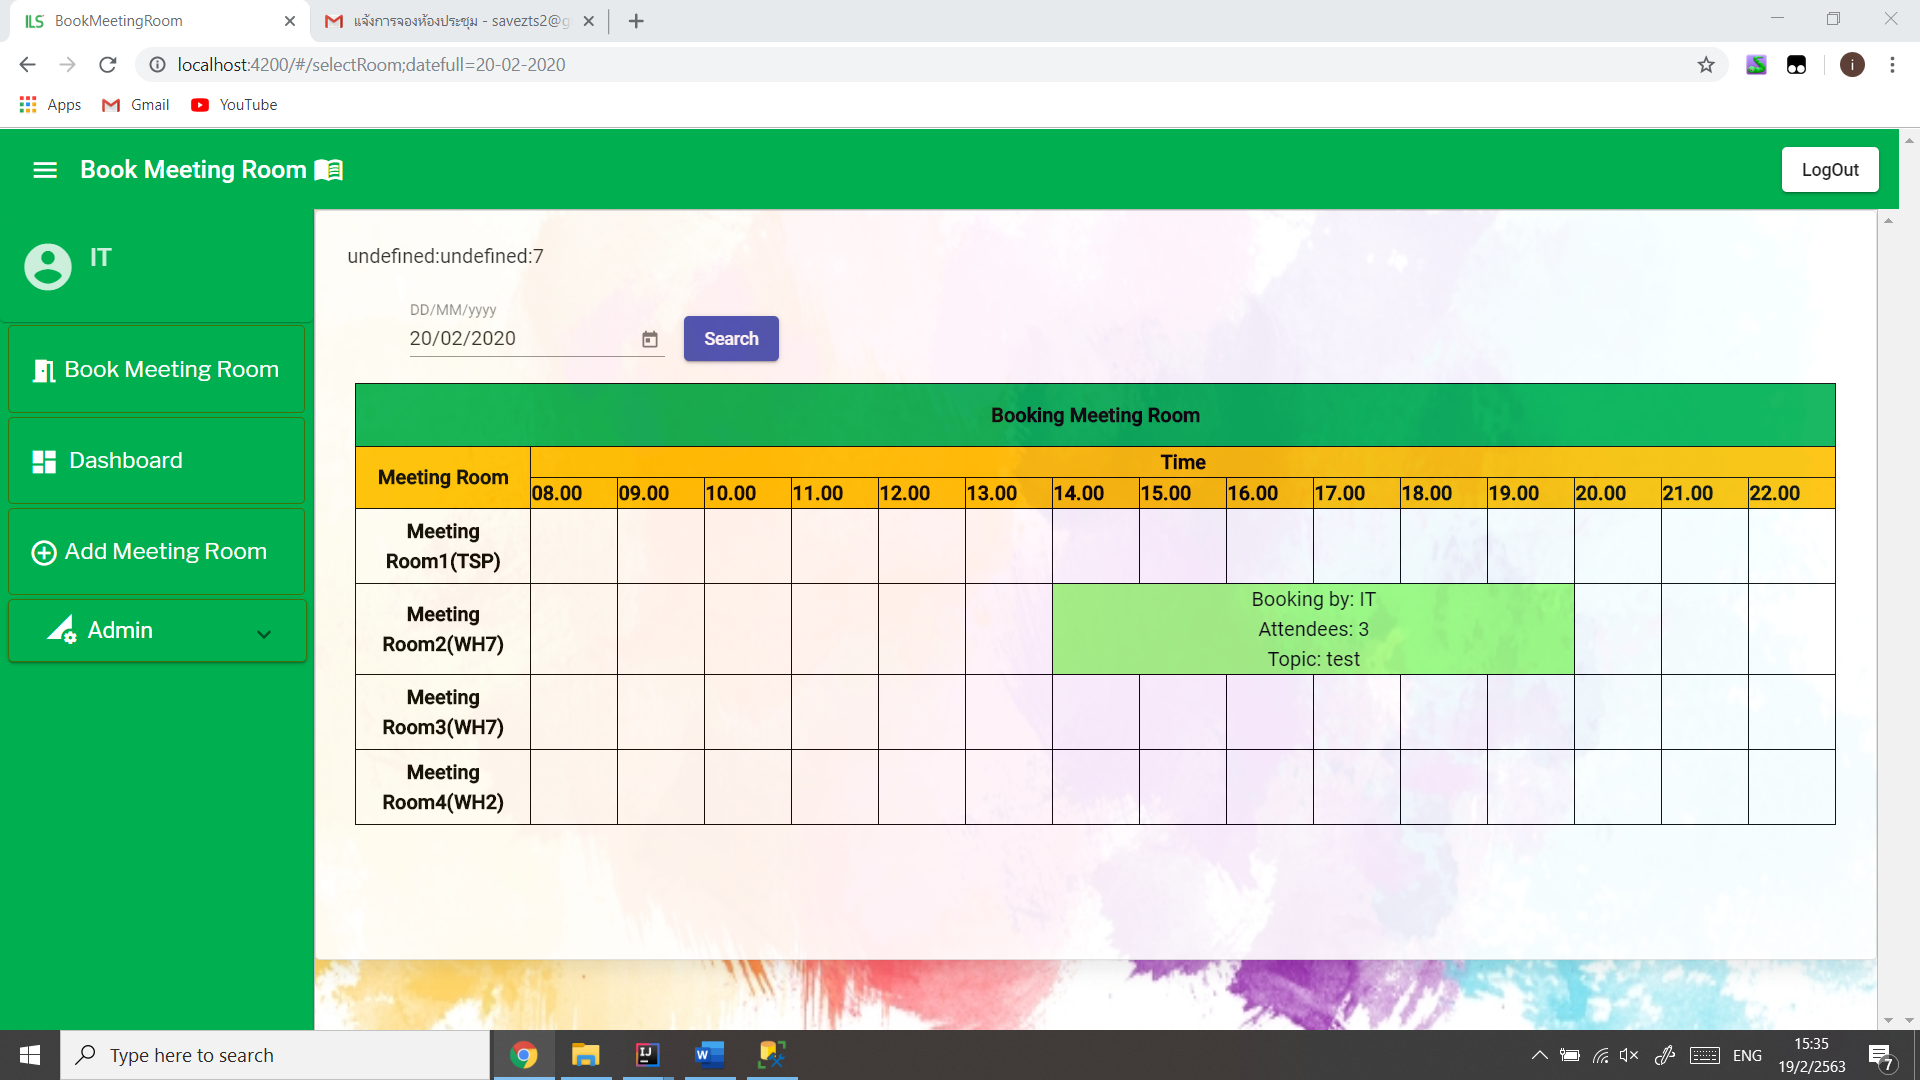 ILS BookMeetingRoom
แจ้งการจองห้องประชุม - savezts2@g
localhost:4200/#/selectRoom;datefull=20-02-2020
i
Apps Gmail YouTube
Book Meeting Room
LogOut
IT
Book Meeting Room
Dashboard
Add Meeting Room
Admin
undefined:undefined:7
DD/MM/yyyy
20/02/2020
Search
Booking Meeting Room
Meeting Room
Time
08.00 09.00 10.00 11.00 12.00 13.00 14.00 15.00 16.00 17.00 18.00 19.00 20.00 21.00 22.00
Meeting
Room1(TSP)
Meeting
Room2(WH7)
Booking by: IT
Attendees: 3
Topic: test
Meeting
Room3(WH7)
Meeting
Room4(WH2)
Type here to search
IJ
W
ENG
15:35
19/2/2563
7